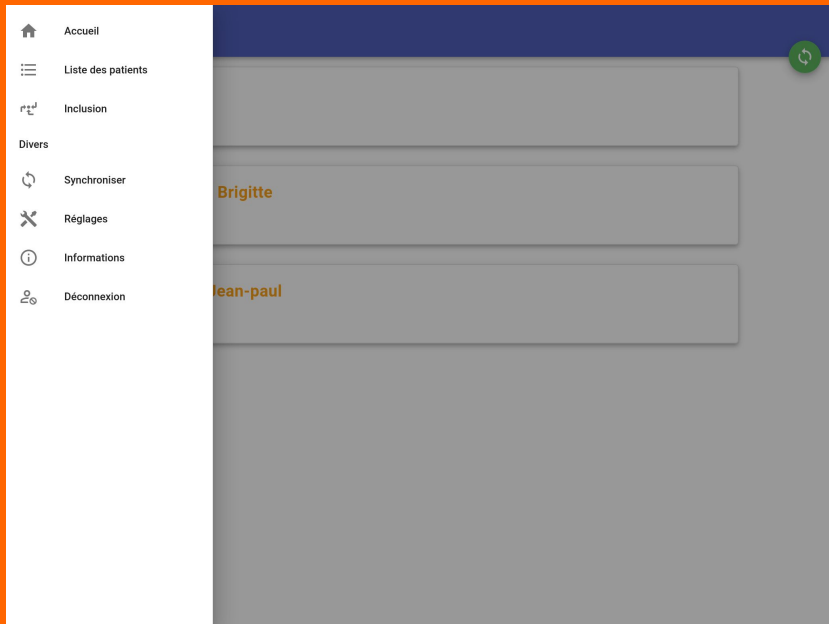 Accueil
Liste des patients
Inclusion
Divers
Synchroniser
Brigitte
Réglages
Informations
Jean-paul
Déconnexion